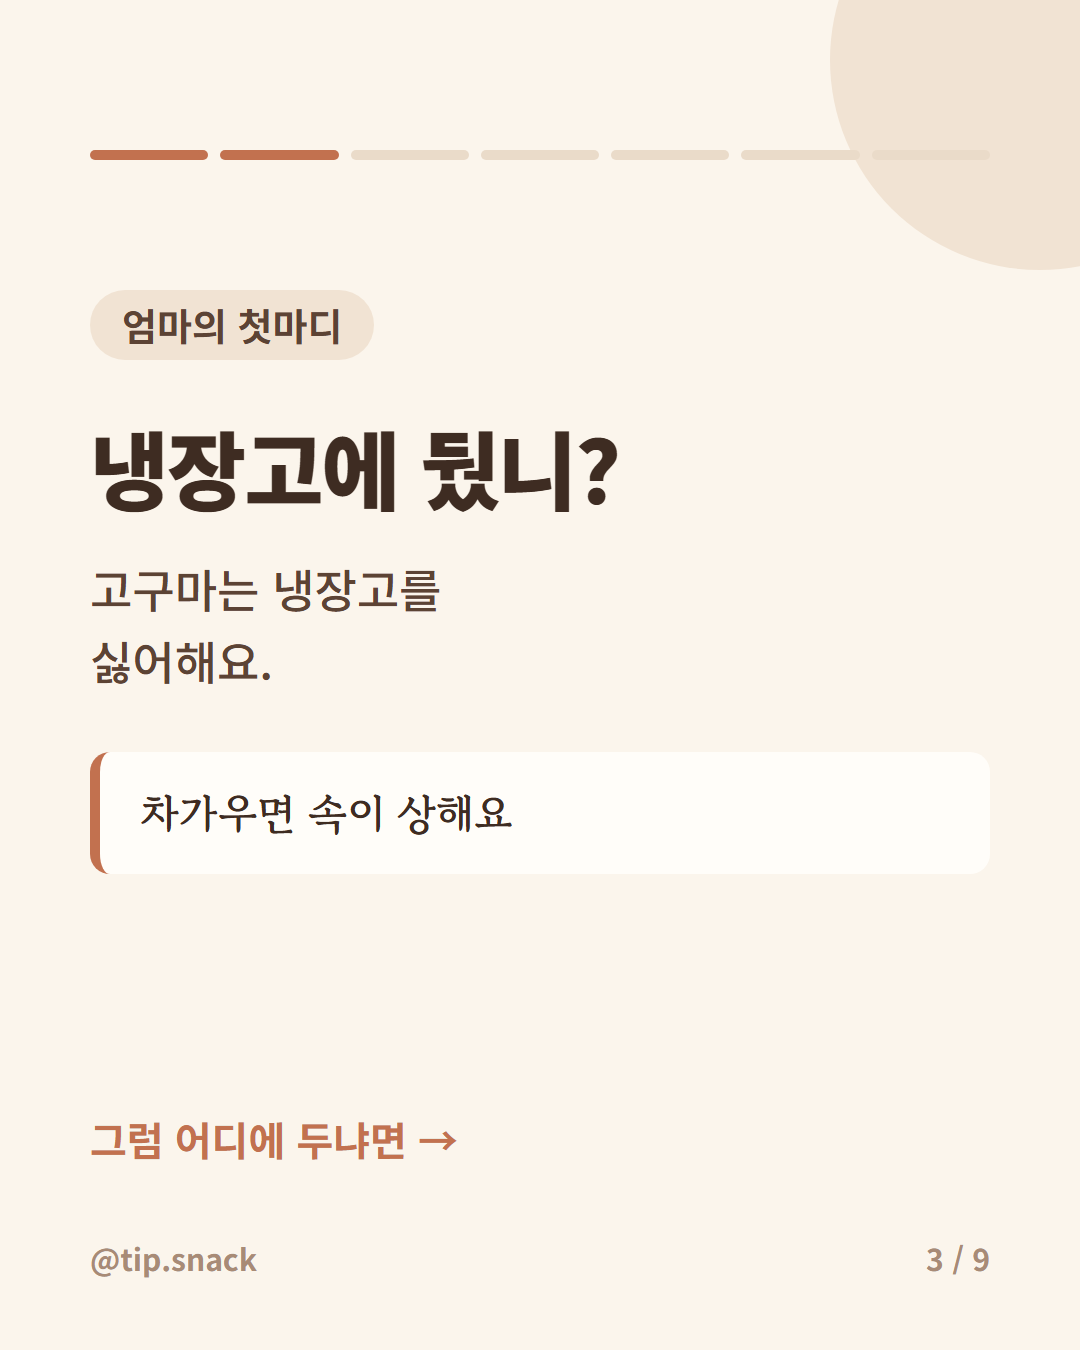 엄마의 첫마디
냉장고에 뒀니?
고구마는 냉장고를
싫어해요.
차가우면 속이 상해요
그럼 어디에 두냐면 →
@tip.snack
3 / 9